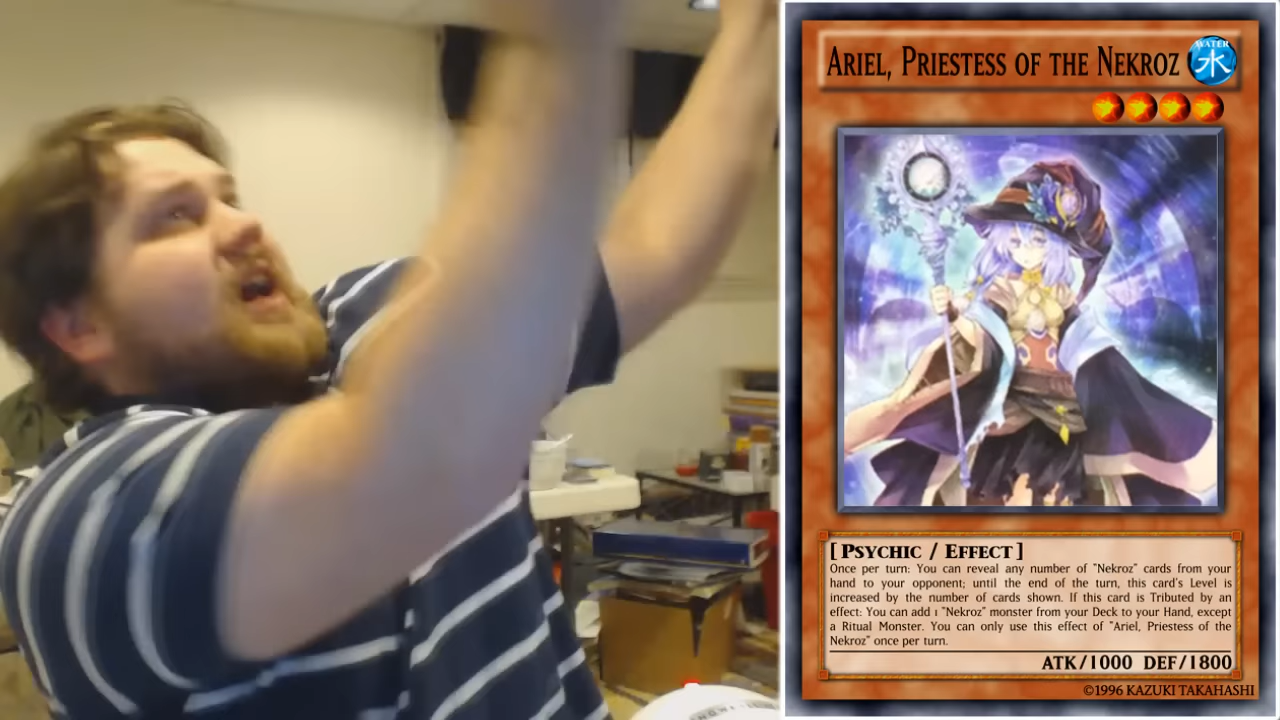 ARIEL, PRIESTESS OF THE NEKROZ
WATER
水
[ PSYCHIC / EFFECT ]
Once per turn: You can reveal any number of "Nekroz" cards from your
hand to your opponent; until the end of the turn, this card's Level is
increased by the number of cards shown. If this card is Tributed by an
effect: You can add 1 "Nekroz" monster from your Deck to your Hand, except
a Ritual Monster. You can only use this effect of "Ariel, Priestess of the
Nekroz" once per turn.
ATK/1000 DEF/1800
©1996 KAZUKI TAKAHASHI